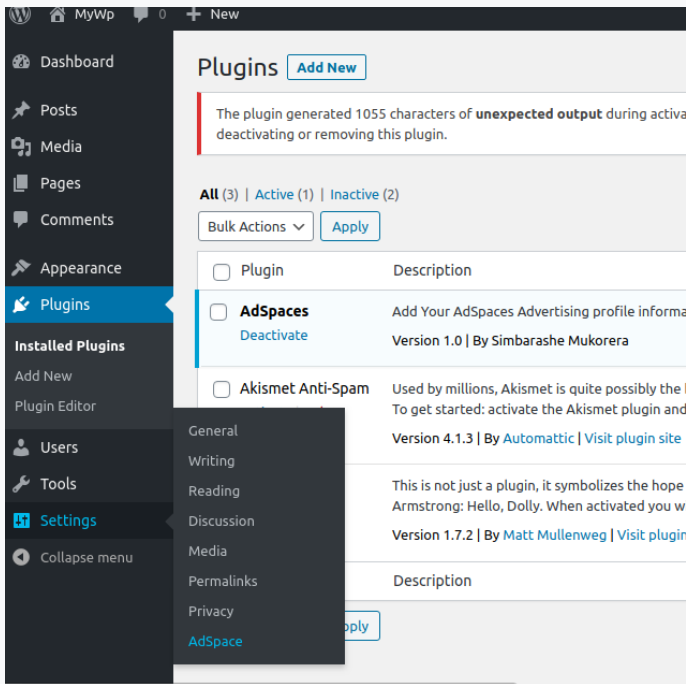 MyWp 0 + New
Dashboard
Posts
Media
Pages
Comments
Appearance
Plugins
Installed Plugins
Add New
Plugin Editor
Users
Tools
Settings
Collapse menu
General
Writing
Reading
Discussion
Media
Permalinks
Privacy
AdSpace
Plugins Add New
The plugin generated 1055 characters of unexpected output during
deactivating or removing this plugin.
All (3) | Active (1) | Inactive (2)
Bulk Actions Apply
Plugin Description
AdSpaces Add Your AdSpaces Advertising profile
Deactivate Version 1.0 | By Simbarashe Mukorera
Akismet Anti-Spam Used by millions, Akismet is quite possibly the
To get started: activate the Akismet plugin and
Version 4.1.3 | By Automattic | Visit plugin site
This is not just a plugin, it symbolizes the hope
Armstrong: Hello, Dolly. When activated you
Version 1.7.2 | By Matt Mullenweg | Visit plugin
Description